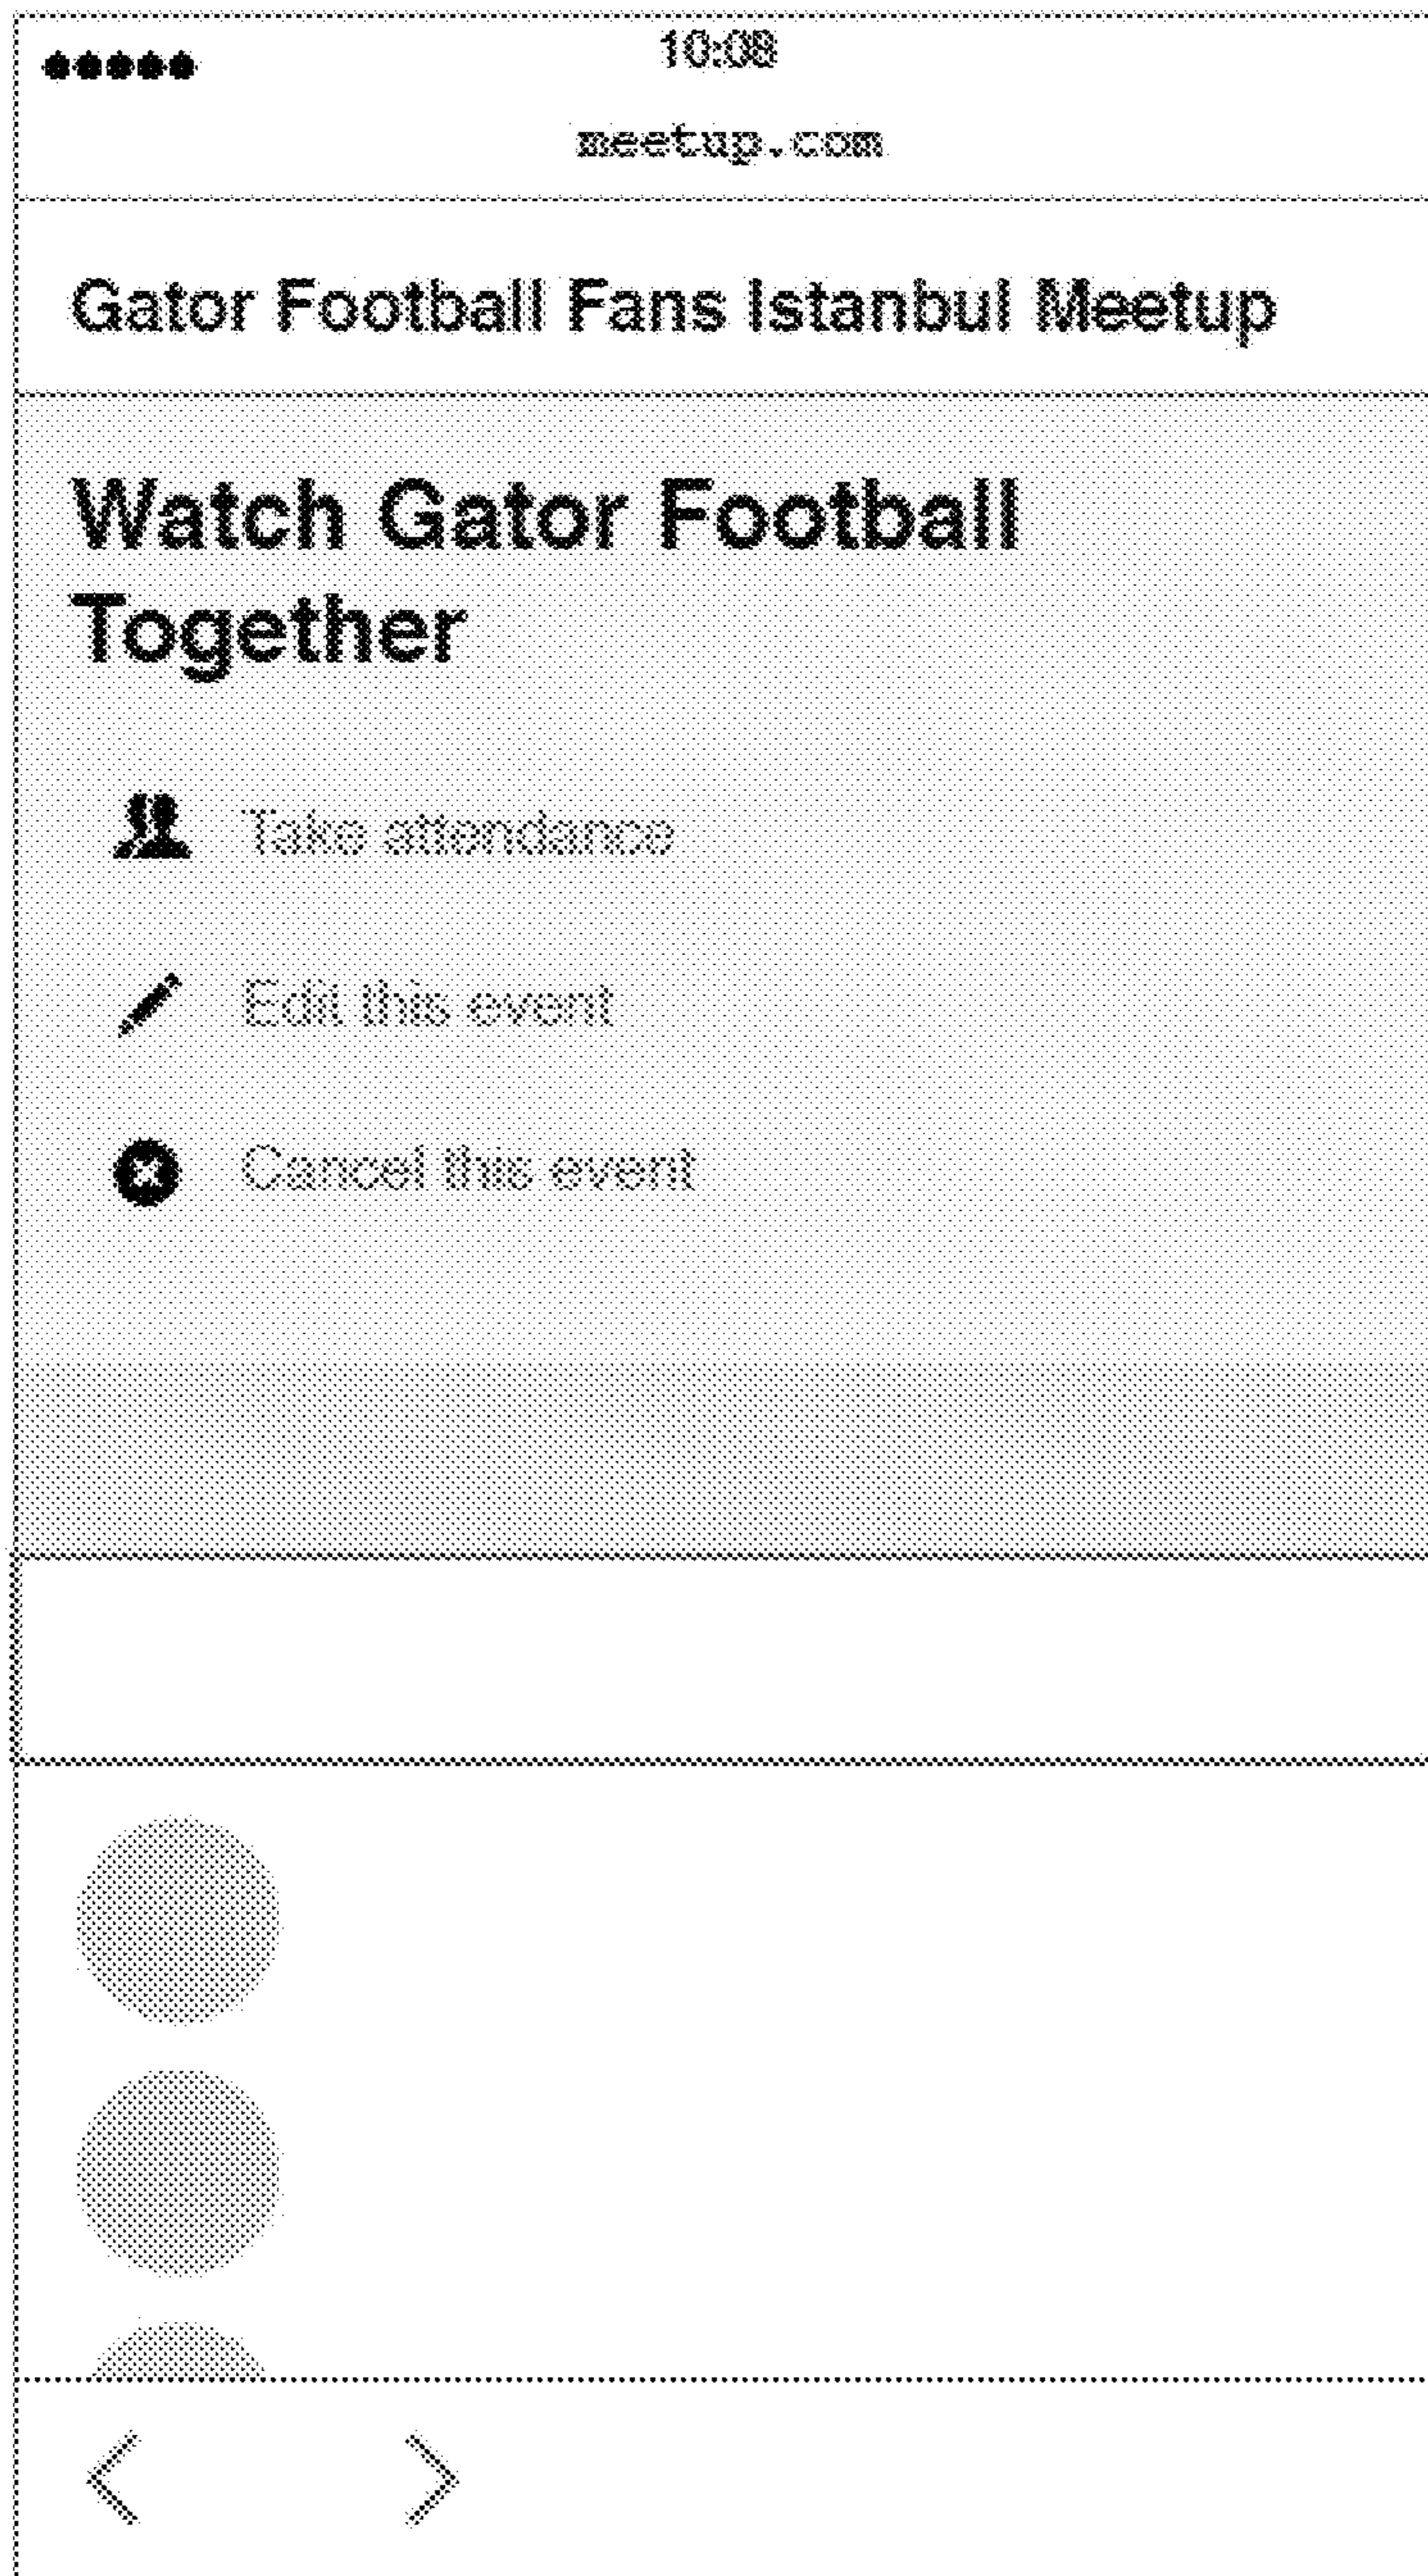 10:08
meetup.com
Gator Football Fans Istanbul Meetup
Watch Gator Football
Together
Take attendance
Edit this event
Cancel this event